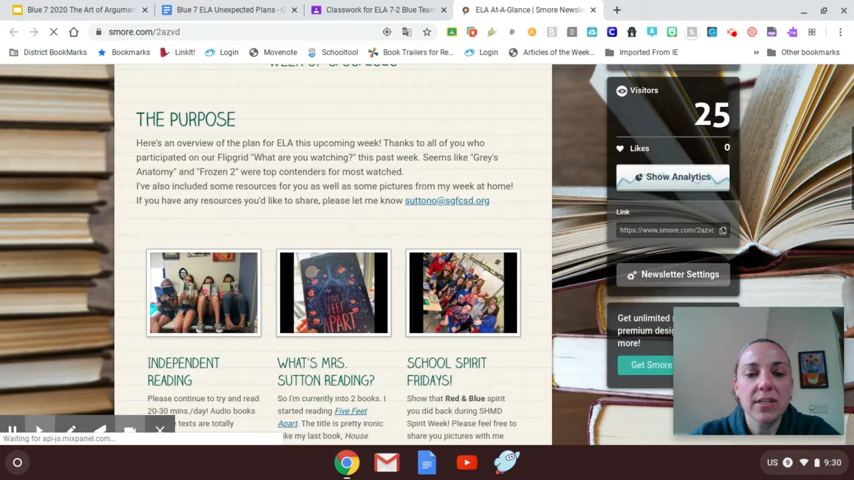 Blue 7 2020 The Art of Argumen
Blue 7 ELA Unexpected Plans - G
Classwork for ELA 7-2 Blue Team
ELA At-A-Glance | Smore Newsle
smore.com/2azvd
District BookMarks
Bookmarks
LinkIt!
Login
Movenote
Schooltool
Book Trailers for Re
Login
Articles of the Week...
Imported From IE
Other bookmarks
THE PURPOSE
Here's an overview of the plan for ELA this upcoming week! Thanks to all of you who
participated on our Flipgrid "What are you watching?" this past week. Seems like "Grey's
Anatomy" and "Frozen 2" were top contenders for most watched.
I've also included some resources for you as well as some pictures from my week at home!
If you have any resources you'd like to share, please let me know suttono@sgfcsd.org
FIVE FEET
APART
INDEPENDENT
READING
Please continue to try and read
20-30 mins./day! Audio books
e texts are totally
WHAT'S MRS.
SUTTON READING?
So I'm currently into 2 books. I
started reading Five Feet
Apart. The title is pretty ironic
like my last book, House
SCHOOL SPIRIT
FRIDAYS!
Show that Red & Blue spirit
you did back during SHMD
Spirit Week! Please feel free to
share you pictures with me
Visitors
25
Likes
0
Show Analytics
Link
https://www.smore.com/2azvc
Newsletter Settings
Get unlimited
premium desig
more!
Get Smore
Waiting for api-js.mixpanel.com...
US
9:30